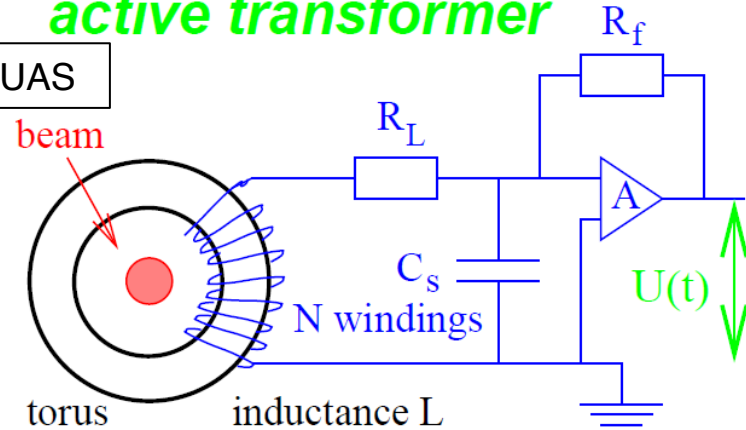 active transformer
UAS
beam
R_f
R_L
A
C_s
U(t)
N windings
torus
inductance L